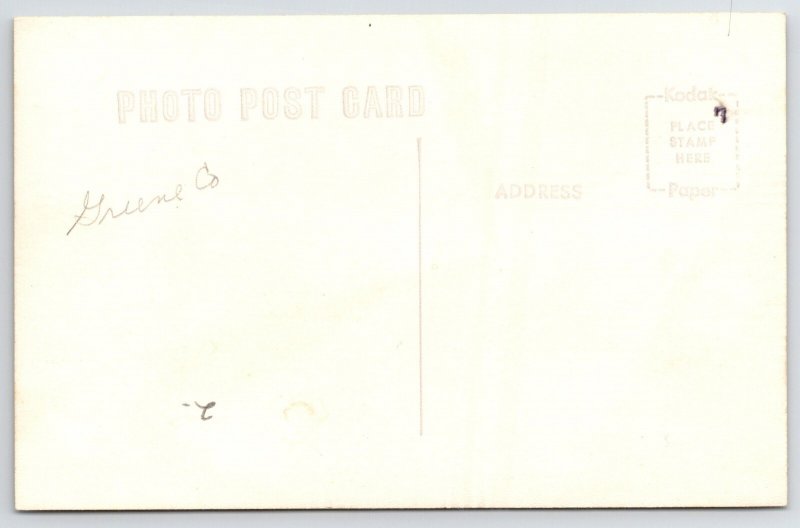 PHOTO POST CARD
Kodak
PLACE
STAMP
HERE
Paper
ADDRESS
Greene Co